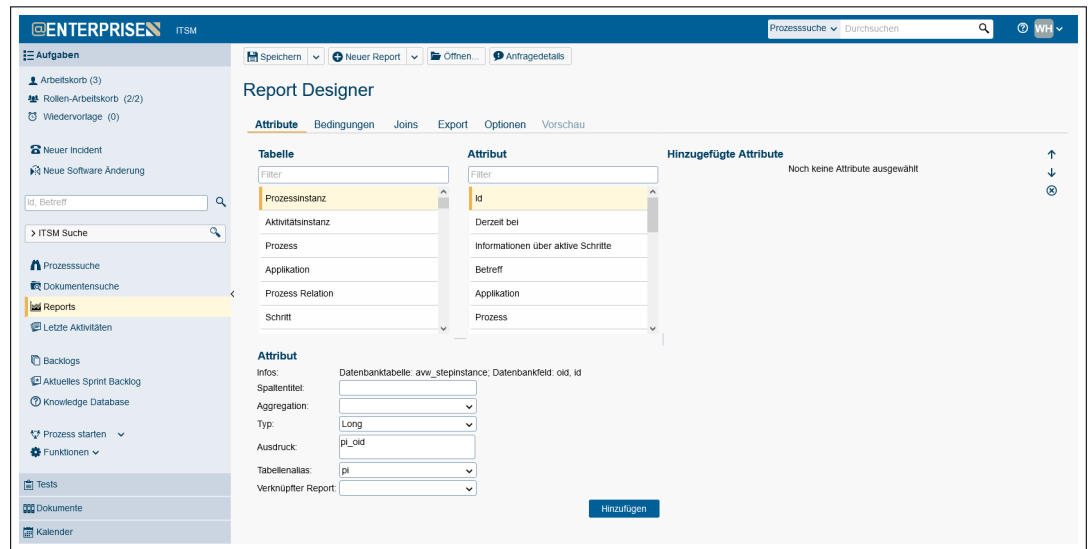 @ENTERPRISE ITSM
Prozesssuche Durchsuchen WH
Aufgaben
Arbeitskorb (3)
Rollen-Arbeitskorb (2/2)
Wiedervorlage (0)
Neuer Incident
Neue Software Änderung
Id, Betreff
> ITSM Suche
Prozesssuche
Dokumentensuche
Reports
Letzte Aktivitäten
Backlogs
Aktuelles Sprint Backlog
Knowledge Database
Prozess starten
Funktionen
Tests
Dokumente
Kalender
Speichern Neuer Report Öffnen... Anfragedetails
Report Designer
Attribute Bedingungen Joins Export Optionen Vorschau
Tabelle
Filter
Prozessinstanz
Aktivitätsinstanz
Prozess
Applikation
Prozess Relation
Schritt
Attribut
Filter
Id
Derzeit bei
Informationen über aktive Schritte
Betreff
Applikation
Prozess
Hinzugefügte Attribute
Noch keine Attribute ausgewählt
Attribut
Infos: Datenbanktabelle: avw_stepinstance; Datenbankfeld: oid, id
Spaltentitel:
Aggregation:
Typ: Long
Ausdruck: pi_oid
Tabellenalias: pi
Verknüpfter Report:
Hinzufügen